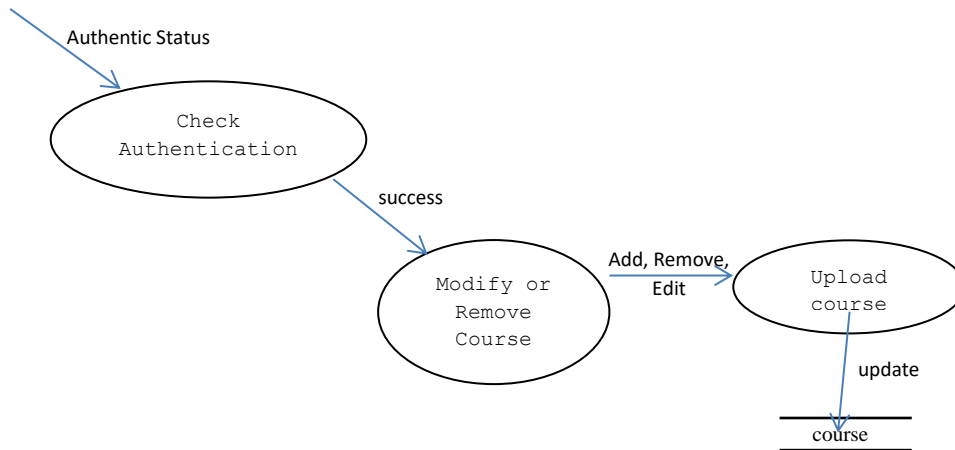 Authentic Status
Check
Authentication
success
Modify or
Remove
Course
Add, Remove,
Edit
Upload
course
update
course